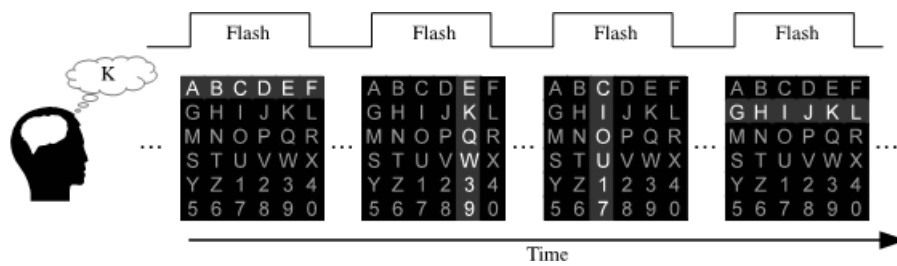 Flash Flash Flash Flash
K
A B C D E F A B C D E F A B C D E F A B C D E F
G H I J K L G H I J K L G H I J K L G H I J K L
M N O P Q R M N O P Q R M N O P Q R M N O P Q R
... ... ... ... ...
S T U V W X S T U V W X S T U V W X S T U V W X
Y Z 1 2 3 4 Y Z 1 2 3 4 Y Z 1 2 3 4 Y Z 1 2 3 4
5 6 7 8 9 0 5 6 7 8 9 0 5 6 7 8 9 0 5 6 7 8 9 0
Time